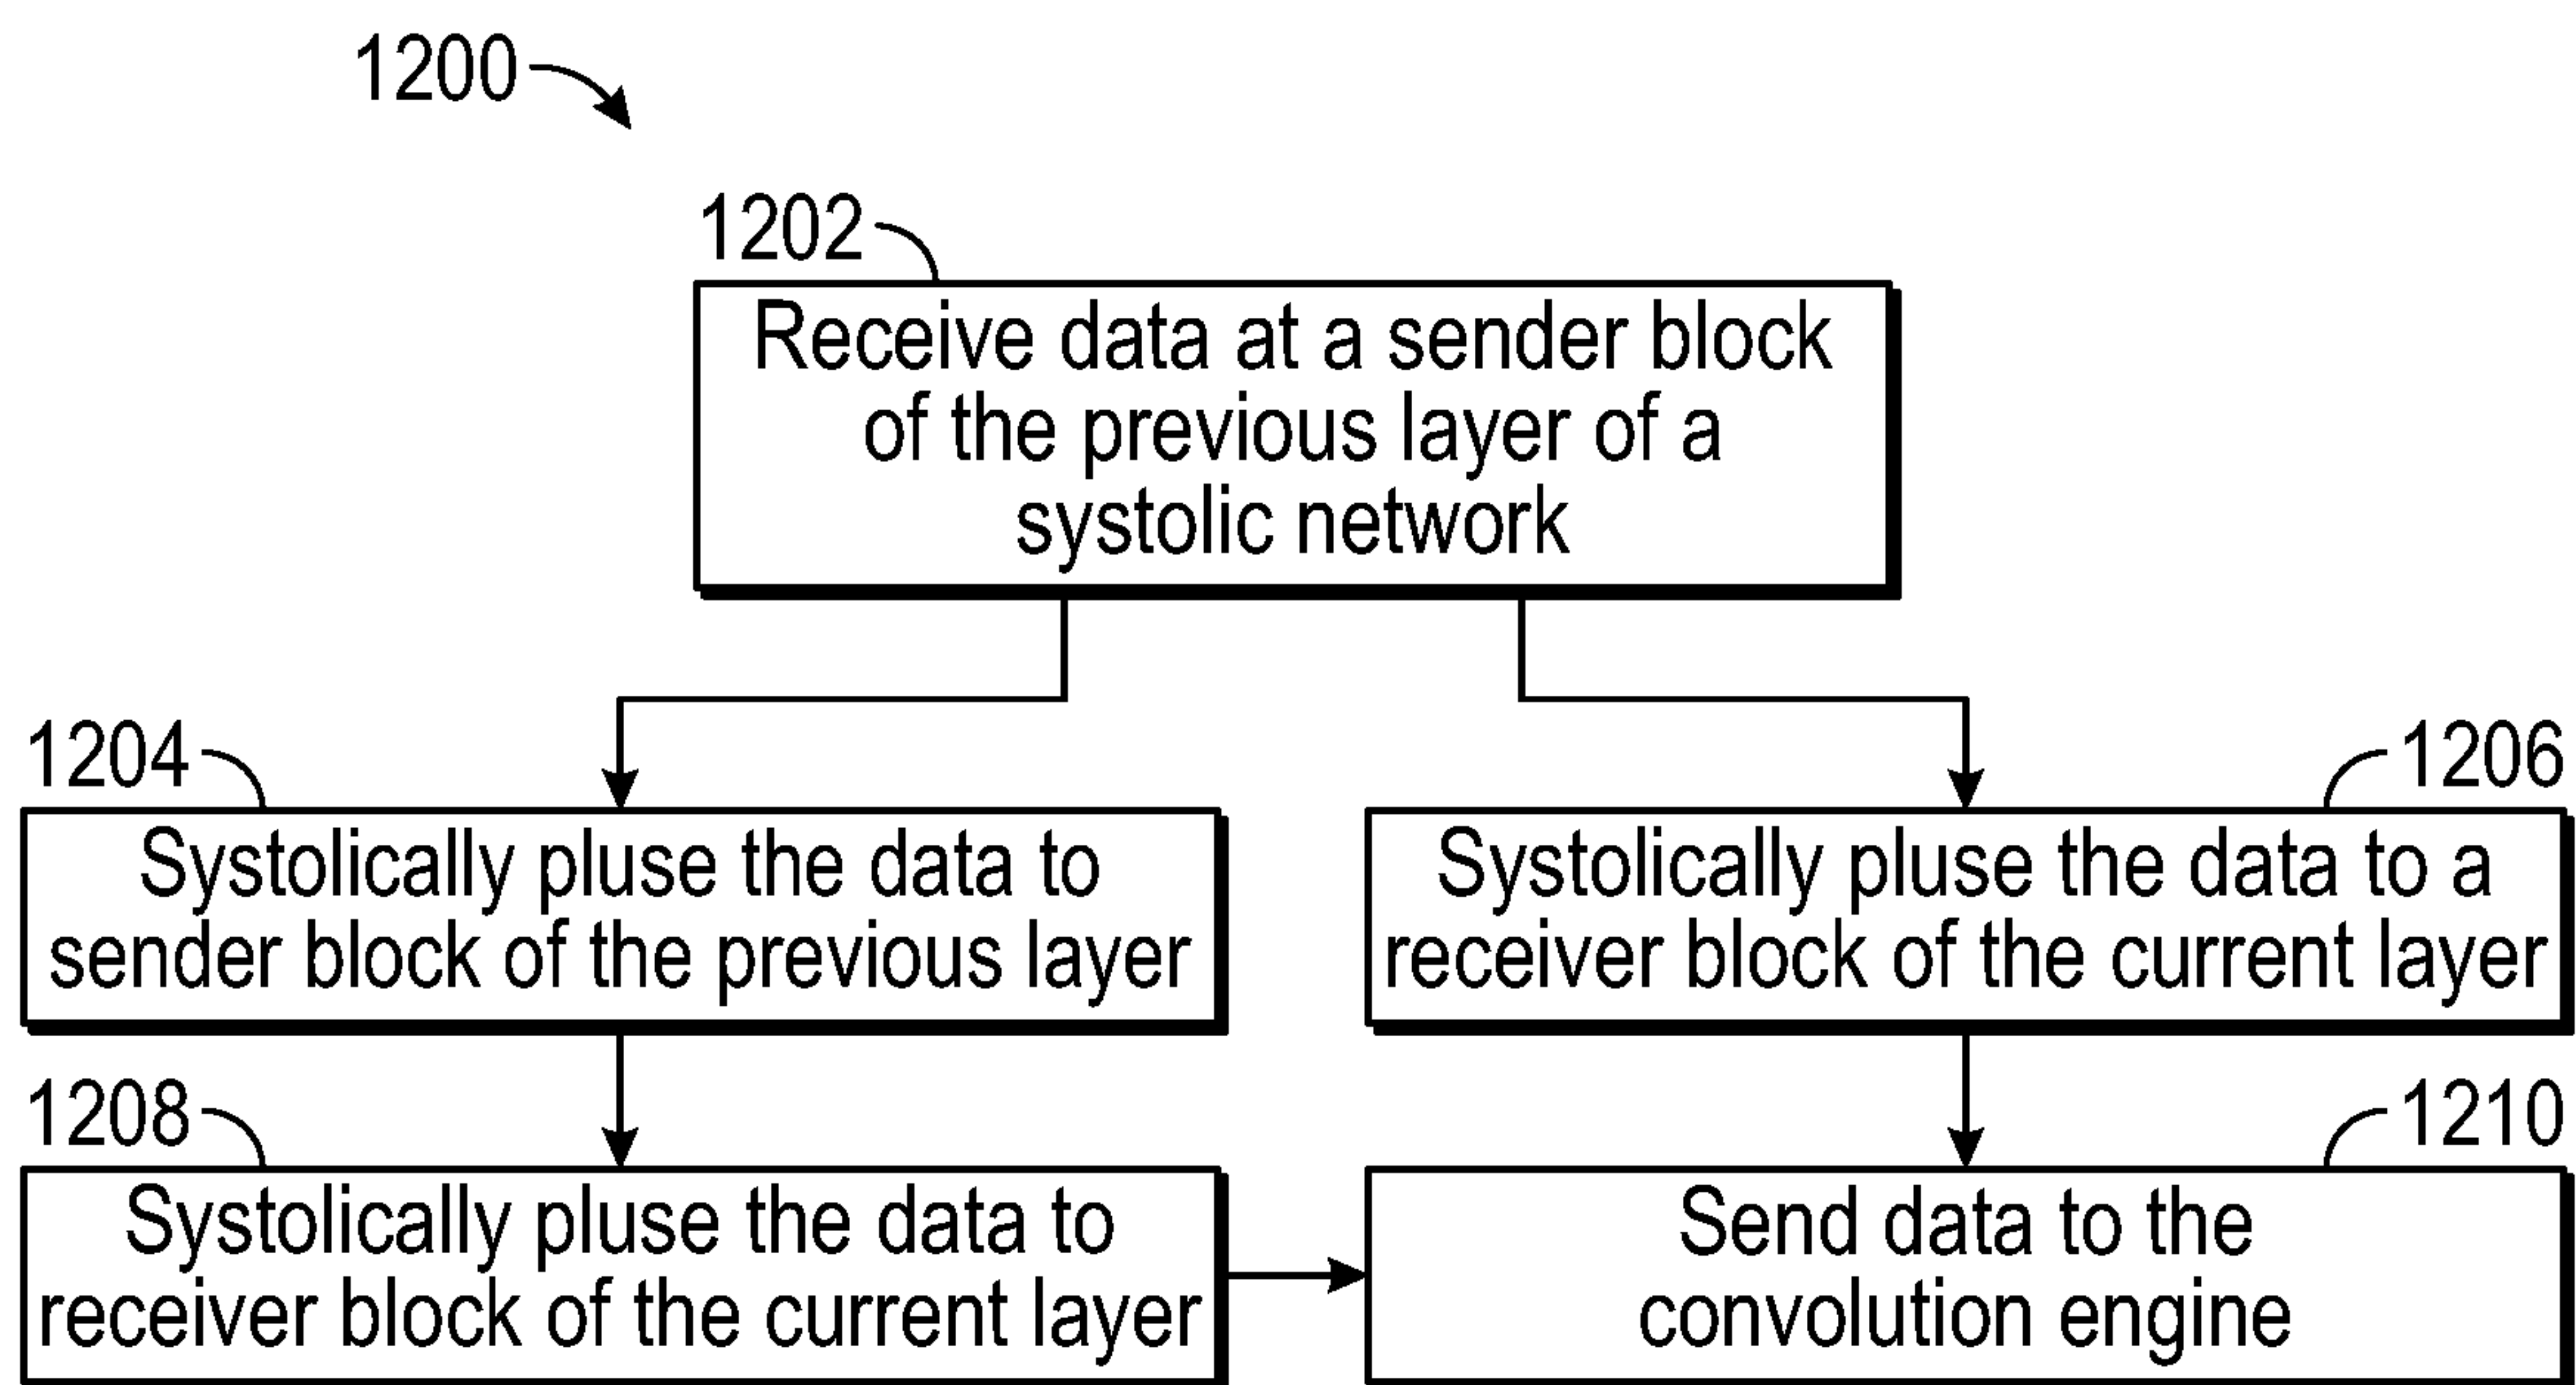 1200
1202
Receive data at a sender block
of the previous layer of a
systolic network
1204
Systolically pluse the data to
sender block of the previous layer
1206
Systolically pluse the data to a
receiver block of the current layer
1208
Systolically pluse the data to
receiver block of the current layer
1210
Send data to the
convolution engine